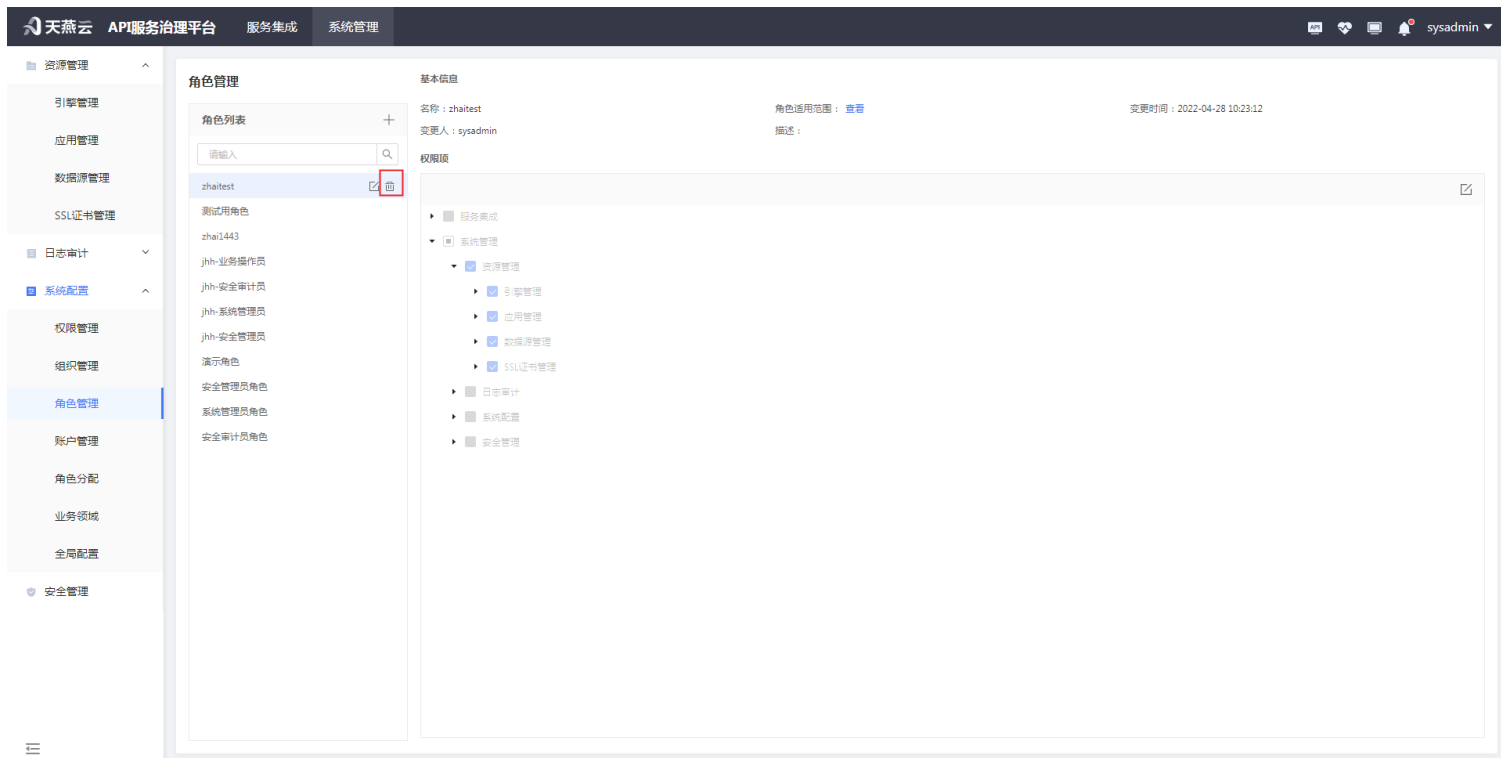 天燕云 API服务治理平台 服务集成 系统管理 API sysadmin
资源管理
引擎管理
应用管理
数据源管理
SSL证书管理
日志审计
系统配置
权限管理
组织管理
角色管理
账户管理
角色分配
业务领域
全局配置
安全管理
角色管理
角色列表
请输入
zhaitest
测试用角色
zhai1443
jhh-业务操作员
jhh-安全审计员
jhh-系统管理员
jhh-安全管理员
演示角色
安全管理员角色
系统管理员角色
安全审计员角色
基本信息
名称：zhaitest 角色适用范围： 查看 变更时间：2022-04-28 10:23:12
变更人：sysadmin 描述：
权限项
服务集成
系统管理
资源管理
引擎管理
应用管理
数据源管理
SSL证书管理
日志审计
系统配置
安全管理